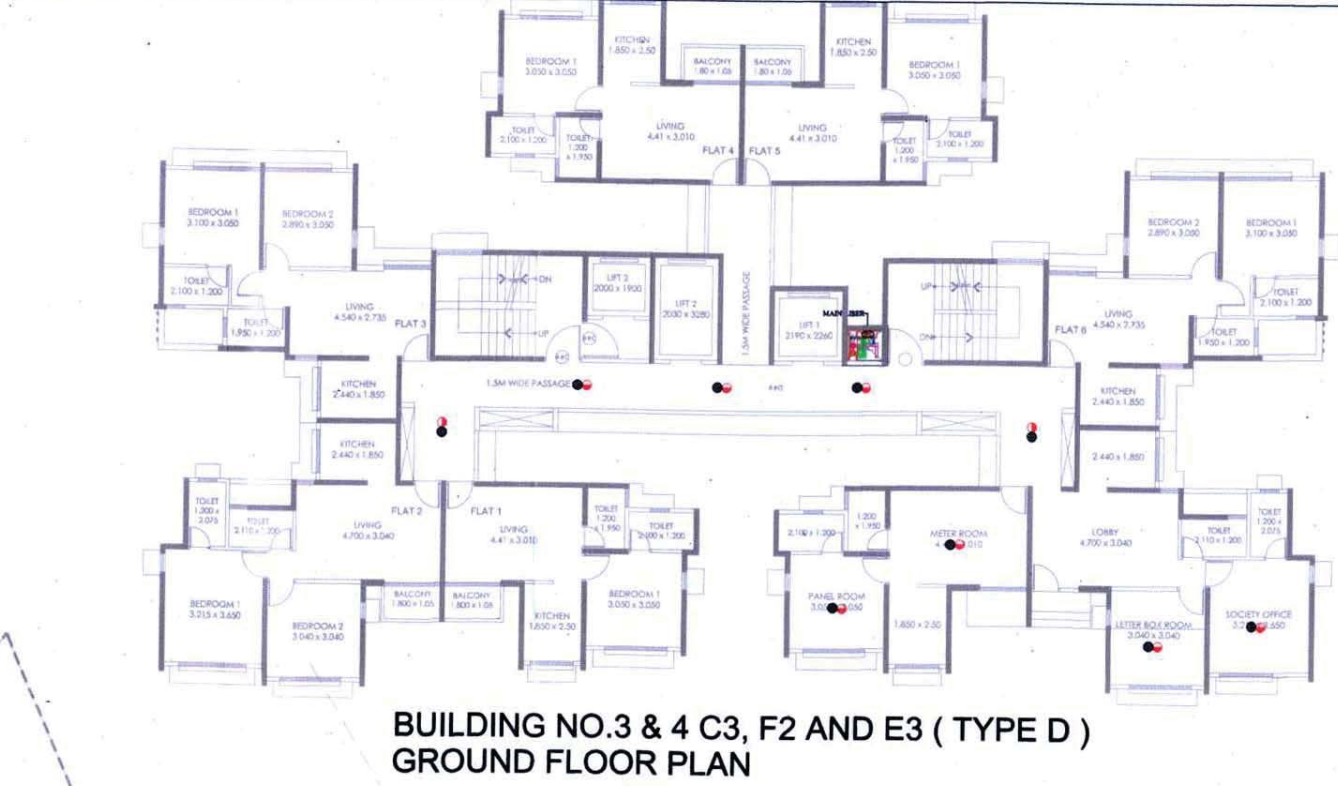 KITCHEN
1.850 x 2.50
KITCHEN
1.850 x 2.50
BEDROOM 1
3.050 x 3.050
BALCONY
1.80 x 1.05
BALCONY
1.80 x 1.05
BEDROOM 1
3.050 x 3.050
TOILET
2.100 x 1.200
TOILET
1.200
x 1.950
LIVING
4.41 x 3.010
FLAT 4
FLAT 5
LIVING
4.41 x 3.010
TOILET
1.200
x 1.950
TOILET
2.100 x 1.200
BEDROOM 1
3.100 x 3.050
BEDROOM 2
2.890 x 3.050
BEDROOM 2
2.890 x 3.050
BEDROOM 1
3.100 x 3.050
TOILET
2.100 x 1.200
TOILET
1.950 x 1.200
LIVING
4.540 x 2.735
FLAT 3
DN
UP
LIFT 3
2000 x 1900
LIFT 2
2030 x 3280
1.5M WIDE PASSAGE
LIFT 1
2190 x 2260
UP
DN
FLAT 6
LIVING
4.540 x 2.735
TOILET
2.100 x 1.200
TOILET
1.950 x 1.200
KITCHEN
2.440 x 1.850
1.5M WIDE PASSAGE
KITCHEN
2.440 x 1.850
KITCHEN
2.440 x 1.850
2.440 x 1.850
TOILET
1.200 x
2.075
TOILET
2.110 x 1.200
LIVING
4.700 x 3.040
FLAT 2
FLAT 1
LIVING
4.41 x 3.010
TOILET
1.200
x 1.950
TOILET
2.100 x 1.200
2.100 x 1.200
1.200
x 1.950
METER ROOM
LOBBY
4.700 x 3.040
TOILET
2.110 x 1.200
TOILET
1.200 x
2.075
BEDROOM 1
3.215 x 3.650
BEDROOM 2
3.040 x 3.040
BALCONY
1.800 x 1.05
BALCONY
1.800 x 1.05
KITCHEN
1.850 x 2.50
BEDROOM 1
3.050 x 3.050
PANEL ROOM
1.850 x 2.50
LETTER BOX ROOM
3.040 x 3.040
SOCIETY OFFICE
BUILDING NO.3 & 4 C3, F2 AND E3 ( TYPE D )
GROUND FLOOR PLAN